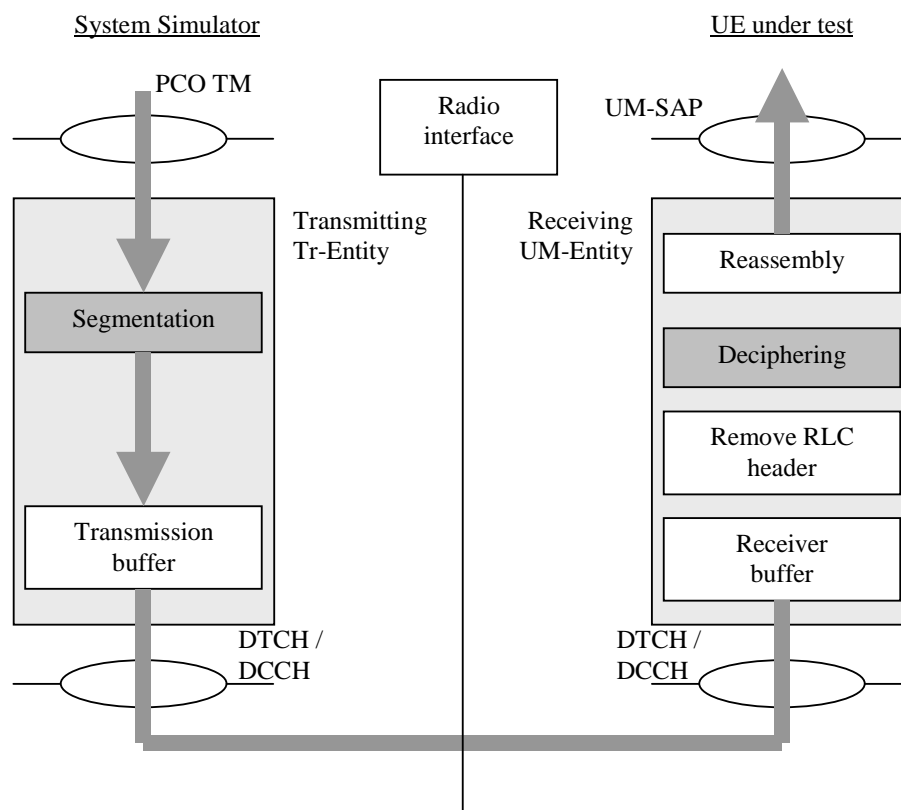 System Simulator
UE under test
PCO TM
Radio
interface
UM-SAP
Transmitting
Tr-Entity
Receiving
UM-Entity
Segmentation
Reassembly
Deciphering
Remove RLC
header
Transmission
buffer
Receiver
buffer
DTCH /
DCCH
DTCH /
DCCH